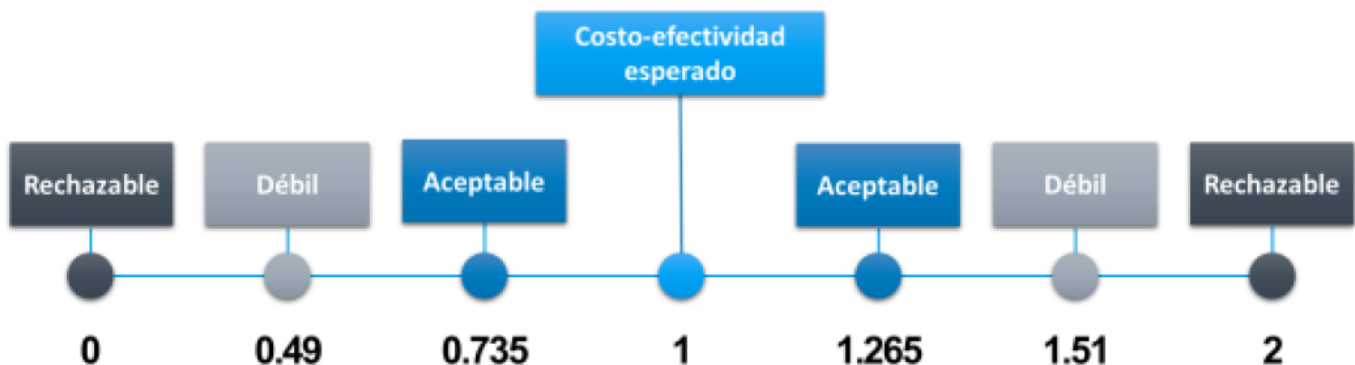 Costo-efectividad
esperado
Rechazable
Débil
Aceptable
Aceptable
Débil
Rechazable
0
0.49
0.735
1
1.265
1.51
2